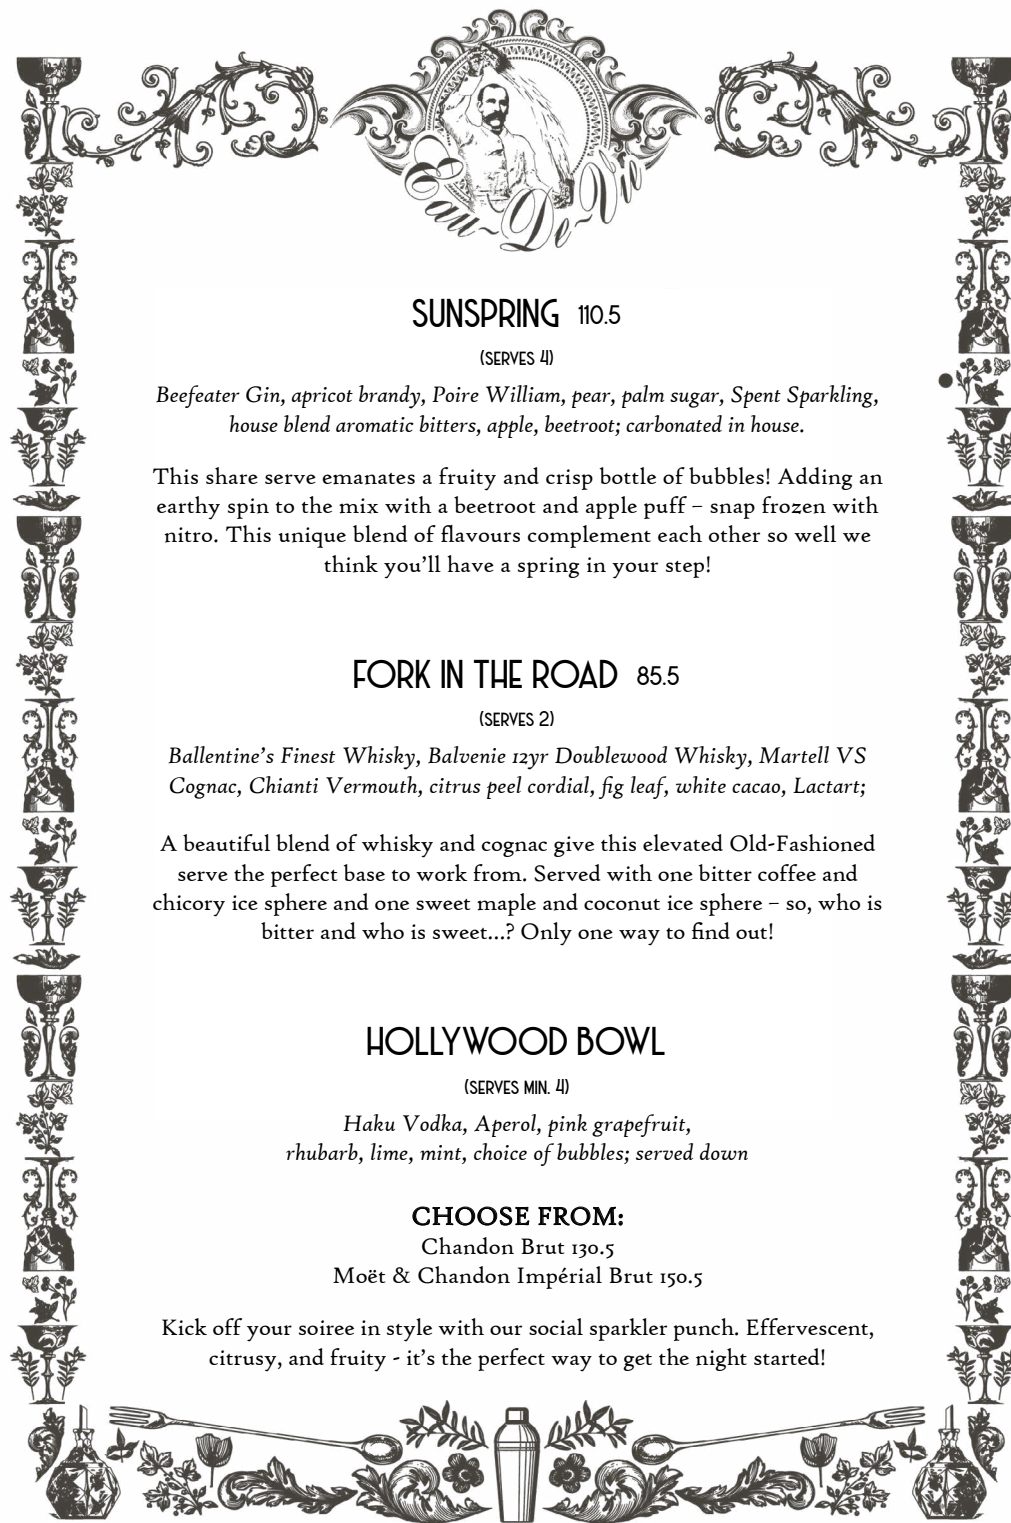 Eau-De-Vie
SUNSPRING 110.5
(SERVES 4)
Beefeater Gin, apricot brandy, Poire William, pear, palm sugar, Spent Sparkling,
house blend aromatic bitters, apple, beetroot; carbonated in house.
This share serve emanates a fruity and crisp bottle of bubbles! Adding an
earthy spin to the mix with a beetroot and apple puff – snap frozen with
nitro. This unique blend of flavours complement each other so well we
think you’ll have a spring in your step!
FORK IN THE ROAD 85.5
(SERVES 2)
Ballentine’s Finest Whisky, Balvenie 12yr Doublewood Whisky, Martell VS
Cognac, Chianti Vermouth, citrus peel cordial, fig leaf, white cacao, Lactart;
A beautiful blend of whisky and cognac give this elevated Old-Fashioned
serve the perfect base to work from. Served with one bitter coffee and
chicory ice sphere and one sweet maple and coconut ice sphere – so, who is
bitter and who is sweet...? Only one way to find out!
HOLLYWOOD BOWL
(SERVES MIN. 4)
Haku Vodka, Aperol, pink grapefruit,
rhubarb, lime, mint, choice of bubbles; served down
CHOOSE FROM:
Chandon Brut 130.5
Moët & Chandon Impérial Brut 150.5
Kick off your soiree in style with our social sparkler punch. Effervescent,
citrusy, and fruity - it’s the perfect way to get the night started!